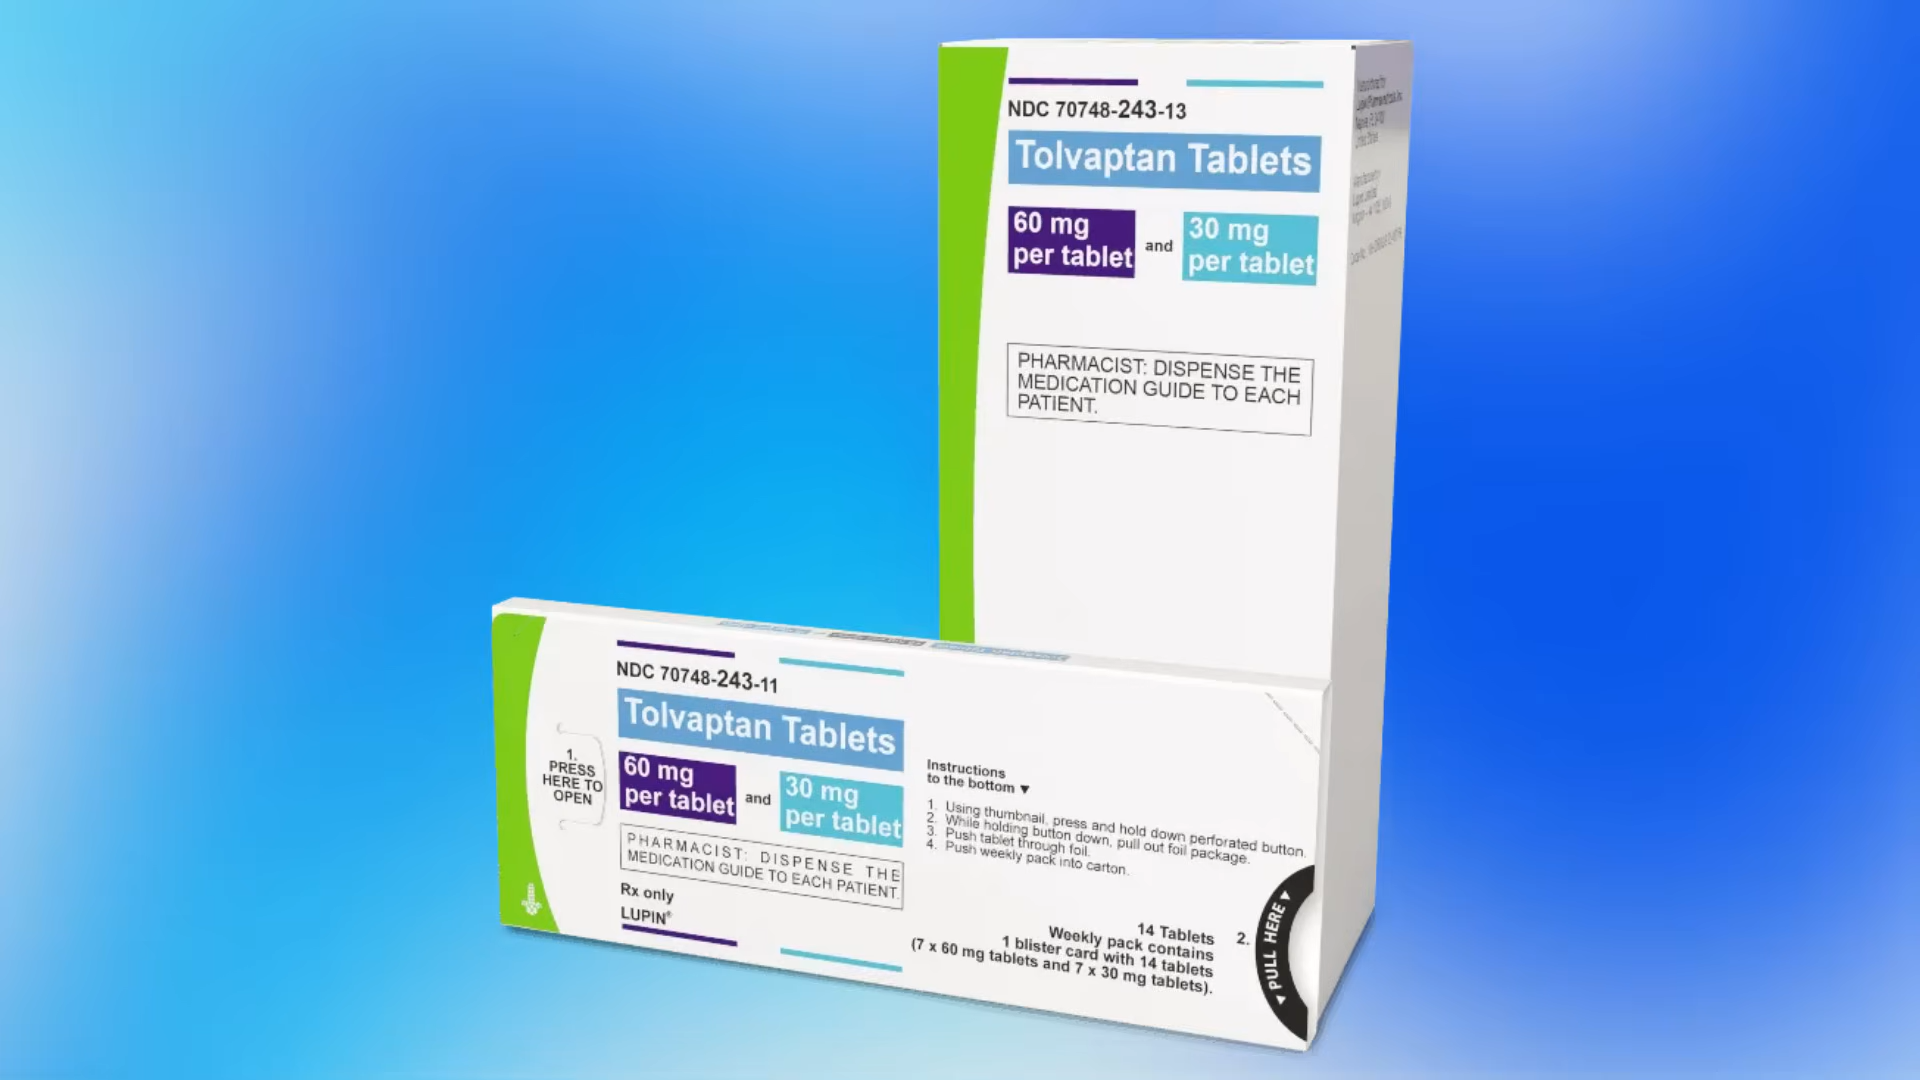 NDC 70748-243-13
Tolvaptan Tablets
60 mg
per tablet
and
30 mg
per tablet
PHARMACIST: DISPENSE THE
MEDICATION GUIDE TO EACH
PATIENT.
NDC 70748-243-11
Tolvaptan Tablets
60 mg
per tablet
and
30 mg
per tablet
PHARMACIST: DISPENSE THE
MEDICATION GUIDE TO EACH PATIENT.
Rx only
LUPIN®
1.
PRESS
HERE TO
OPEN
Instructions
to the bottom ▼
1. Using thumbnail, press and hold down perforated button.
2. While holding button down, pull out foil package.
3. Push tablet through foil.
4. Push weekly pack into carton.
14 Tablets
Weekly pack contains
1 blister card with 14 tablets
(7 x 60 mg tablets and 7 x 30 mg tablets).
2.
◄ PULL HERE ►